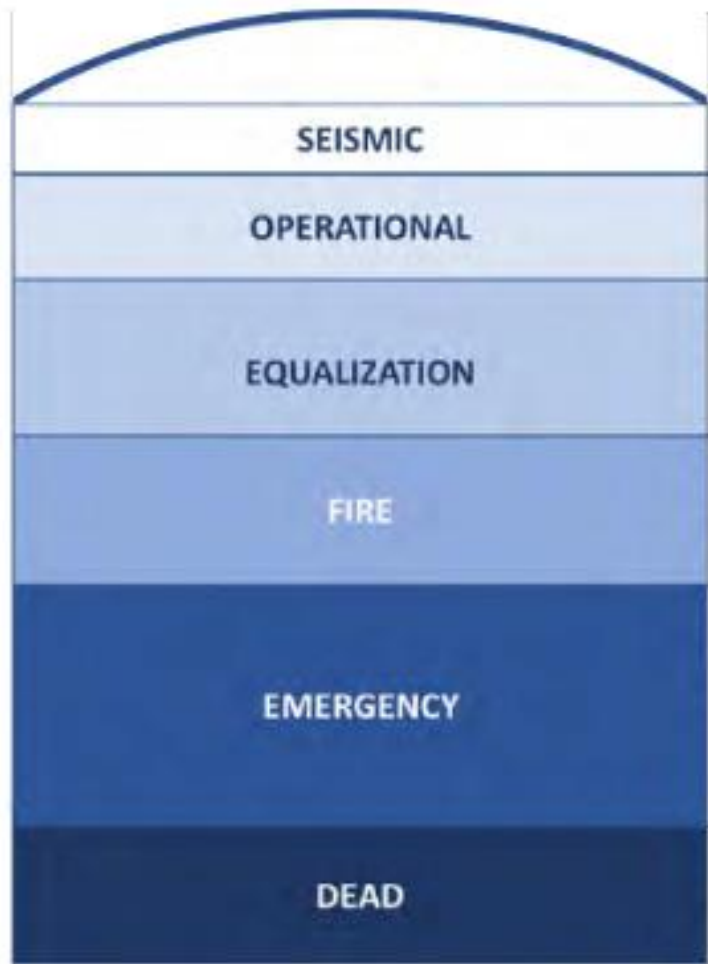 SEISMIC
OPERATIONAL
EQUALIZATION
FIRE
EMERGENCY
DEAD